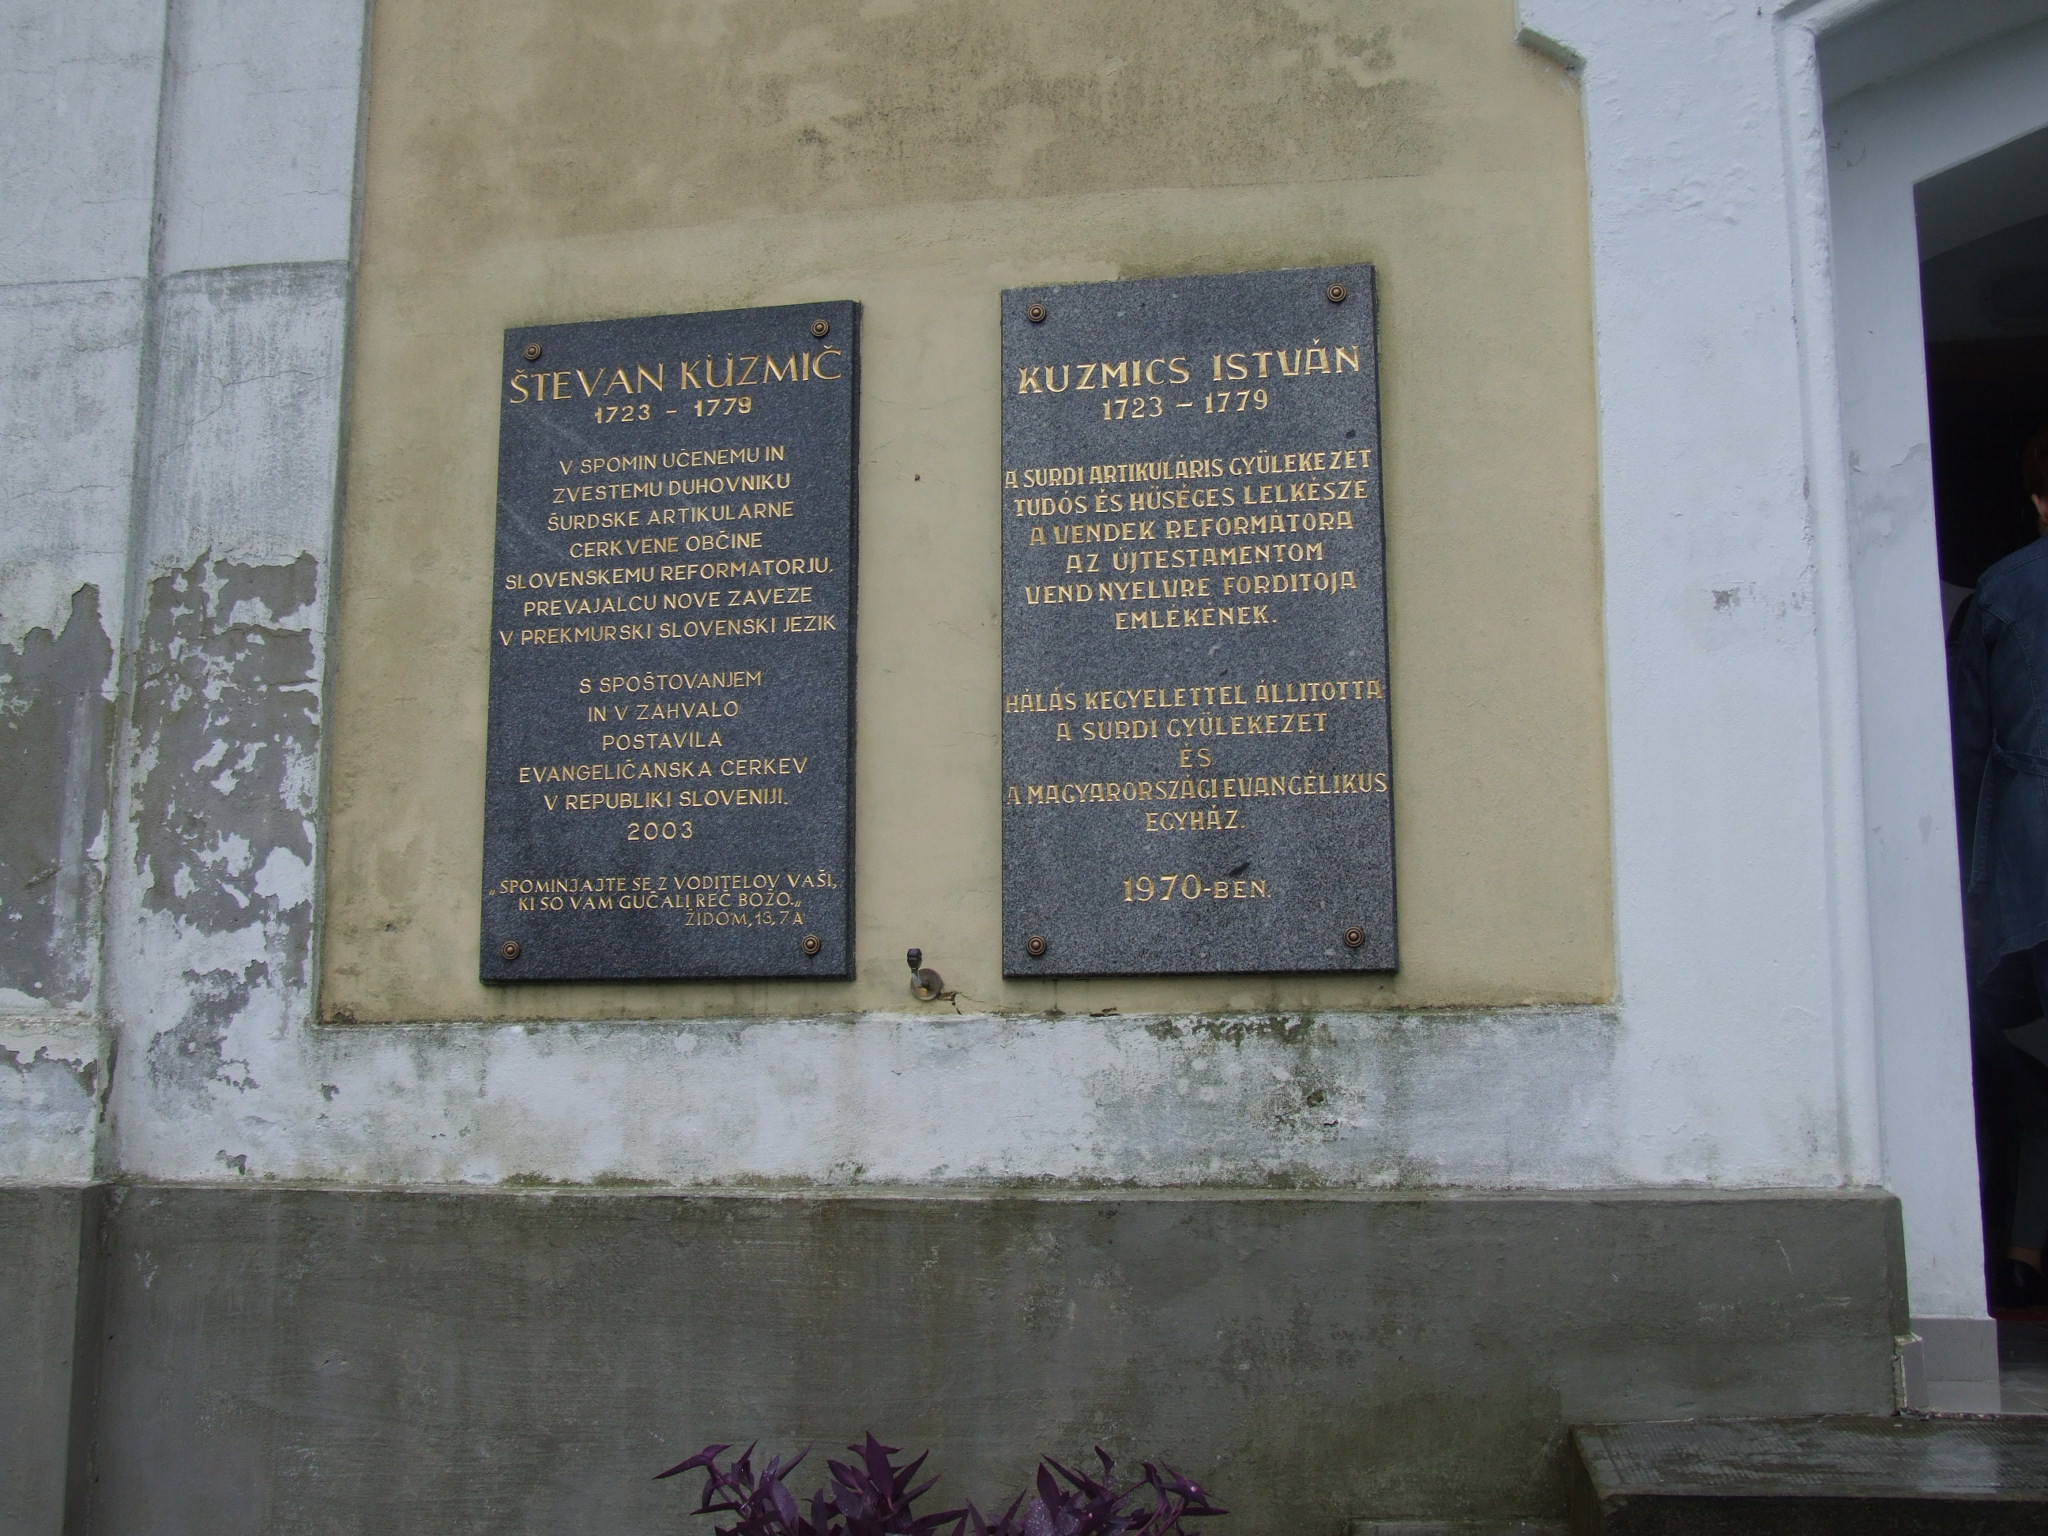 ŠTEVAN KÜZMIČ
1723 - 1779
V SPOMIN UČENEMU IN
ZVESTEMU DUHOVNIKU
ŠURDSKE ARTIKULARNE
CERKVENE OBČINE
SLOVENSKEMU REFORMATORJU,
PREVAJALCU NOVE ZAVEZE
V PREKMURSKI SLOVENSKI JEZIK
S SPOŠTOVANJEM
IN V ZAHVALO
POSTAVILA
EVANGELIČANSKA CERKEV
V REPUBLIKI SLOVENIJI.
2003
„SPOMINJAJTE SE Z VODITELOV VAŠI,
KI SO VAM GUČALI REČ BOŽO.„
ŽIDOM, 13, 7A
KUZMICS ISTVÁN
1723 - 1779
A SURDI ARTIKULÁRIS GYÜLEKEZET
TUDÓS ÉS HŰSÉGES LELKÉSZE
A VENDEK REFORMÁTORA
AZ ÚJTESTAMENTOM
VEND NYELVRE FORDITÓJA
EMLÉKÉNEK.
HÁLÁS KEGYELETTEL ÁLLITOTTA
A SURDI GYÜLEKEZET
ÉS
A MAGYARORSZÁGI EVANGÉLIKUS
EGYHÁZ.
1970-BEN.